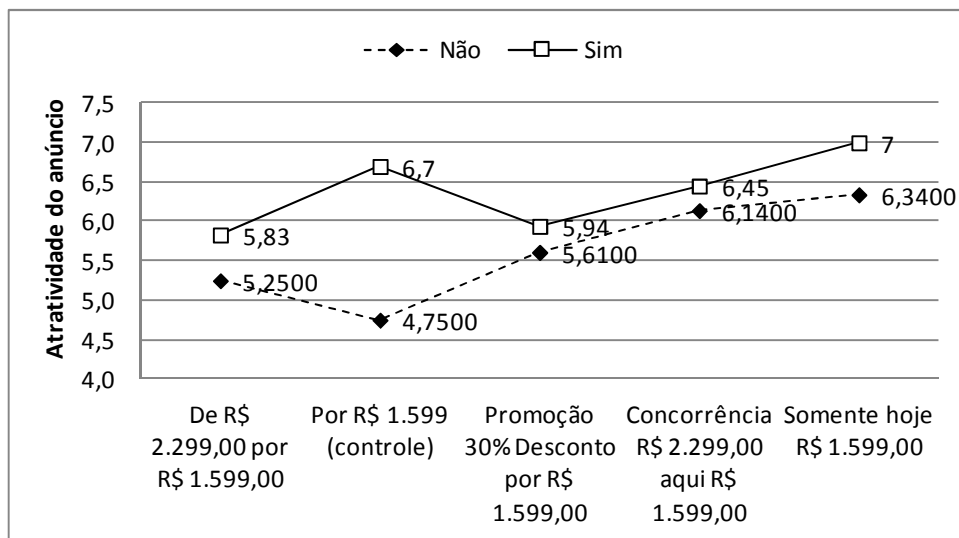 Não Sim
Atratividade do anúncio
7,5
7,0
6,5
6,0
5,5
5,0
4,5
4,0
5,83
6,7
5,94
6,45
7
5,2500
4,7500
5,6100
6,1400
6,3400
De R$
2.299,00 por
R$ 1.599,00
Por R$ 1.599
(controle)
Promoção
30% Desconto
por R$
1.599,00
Concorrência
R$ 2.299,00
aqui R$
1.599,00
Somente hoje
R$ 1.599,00